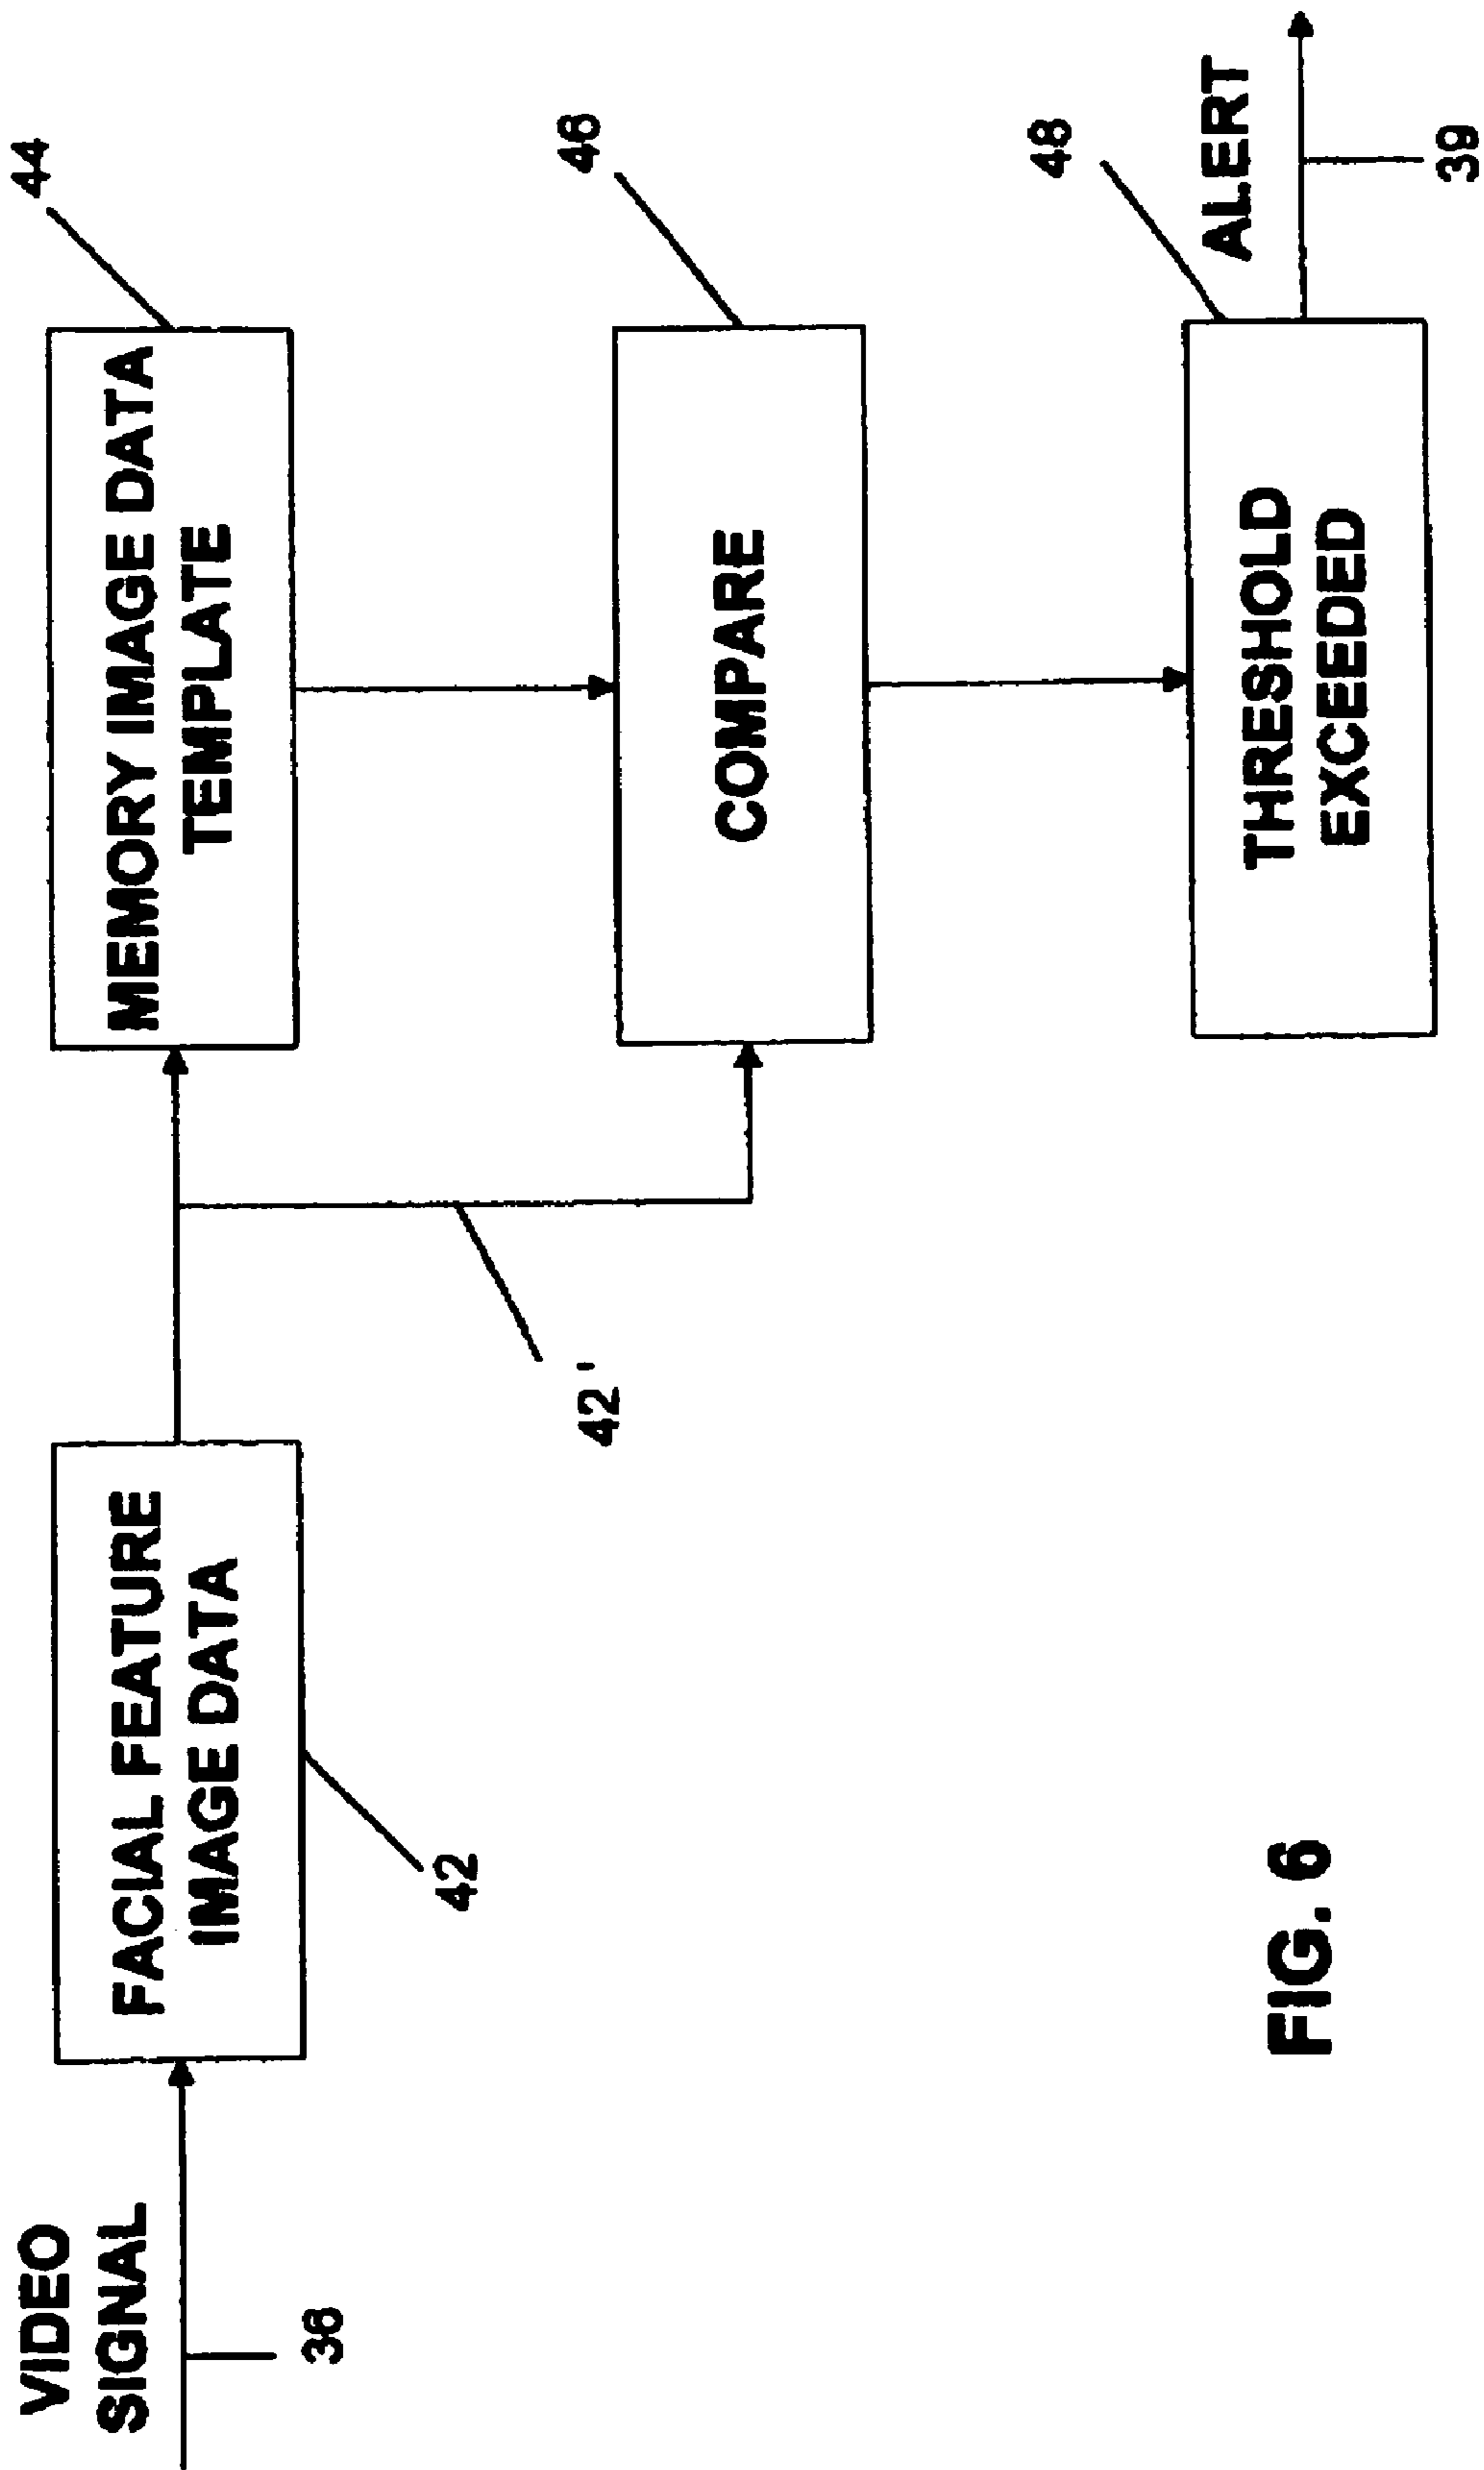 VIDEO
SIGNAL
36
FACIAL FEATURE
IMAGE DATA
42
42'
MEMORY IMAGE DATA
TEMPLATE
44
COMPARE
46
THRESHOLD
EXCEEDED
48
ALERT
39
FIG. 6